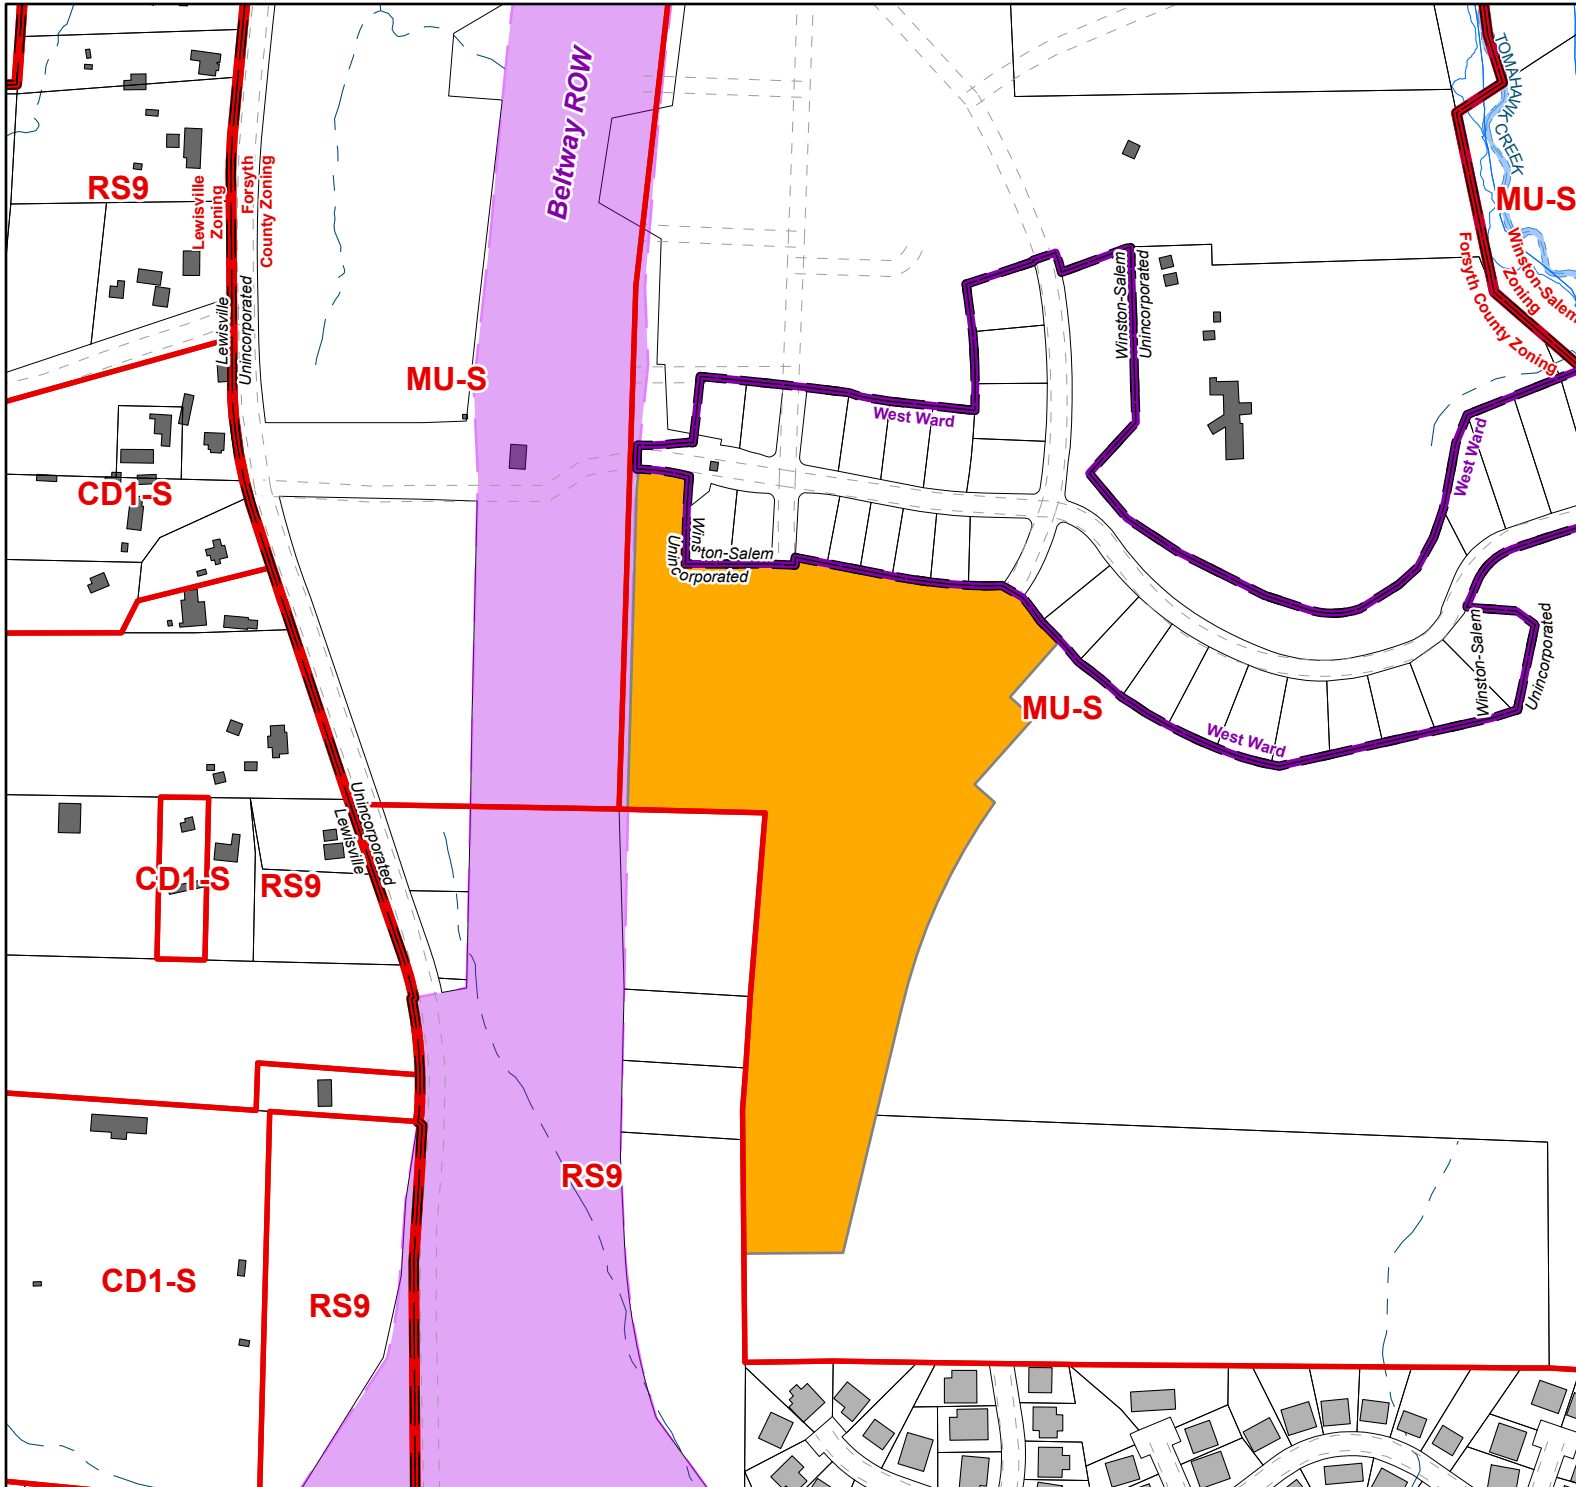 Beltway ROW
TOMAHAWK CREEK
RS9
Lewisville
Zoning
Forsyth
County Zoning
MU-S
Winston-Salem
Zoning
Forsyth County Zoning
Lewisville
Unincorporated
Winston-Salem
Unincorporated
MU-S
West Ward
West Ward
CD1-S
Winston-Salem
Unincorporated
Winston-Salem
Unincorporated
MU-S
West Ward
Unincorporated
Lewisville
CD1-S
RS9
RS9
CD1-S
RS9